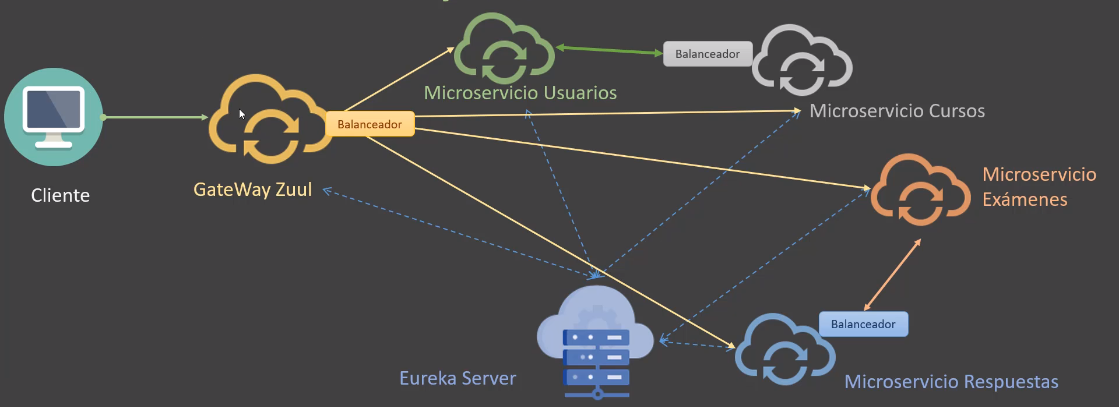 Balanceador
Microservicio Usuarios
Microservicio Cursos
Balanceador
Microservicio
Exámenes
Cliente
GateWay Zuul
Balanceador
Eureka Server
Microservicio Respuestas